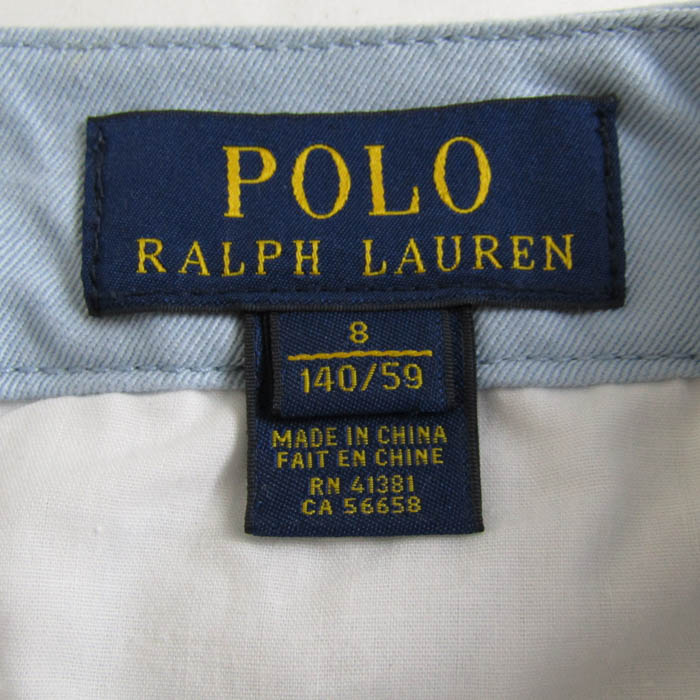 POLO
RALPH LAUREN
8
140/59
MADE IN CHINA
FAIT EN CHINE
RN 41381
CA 56658